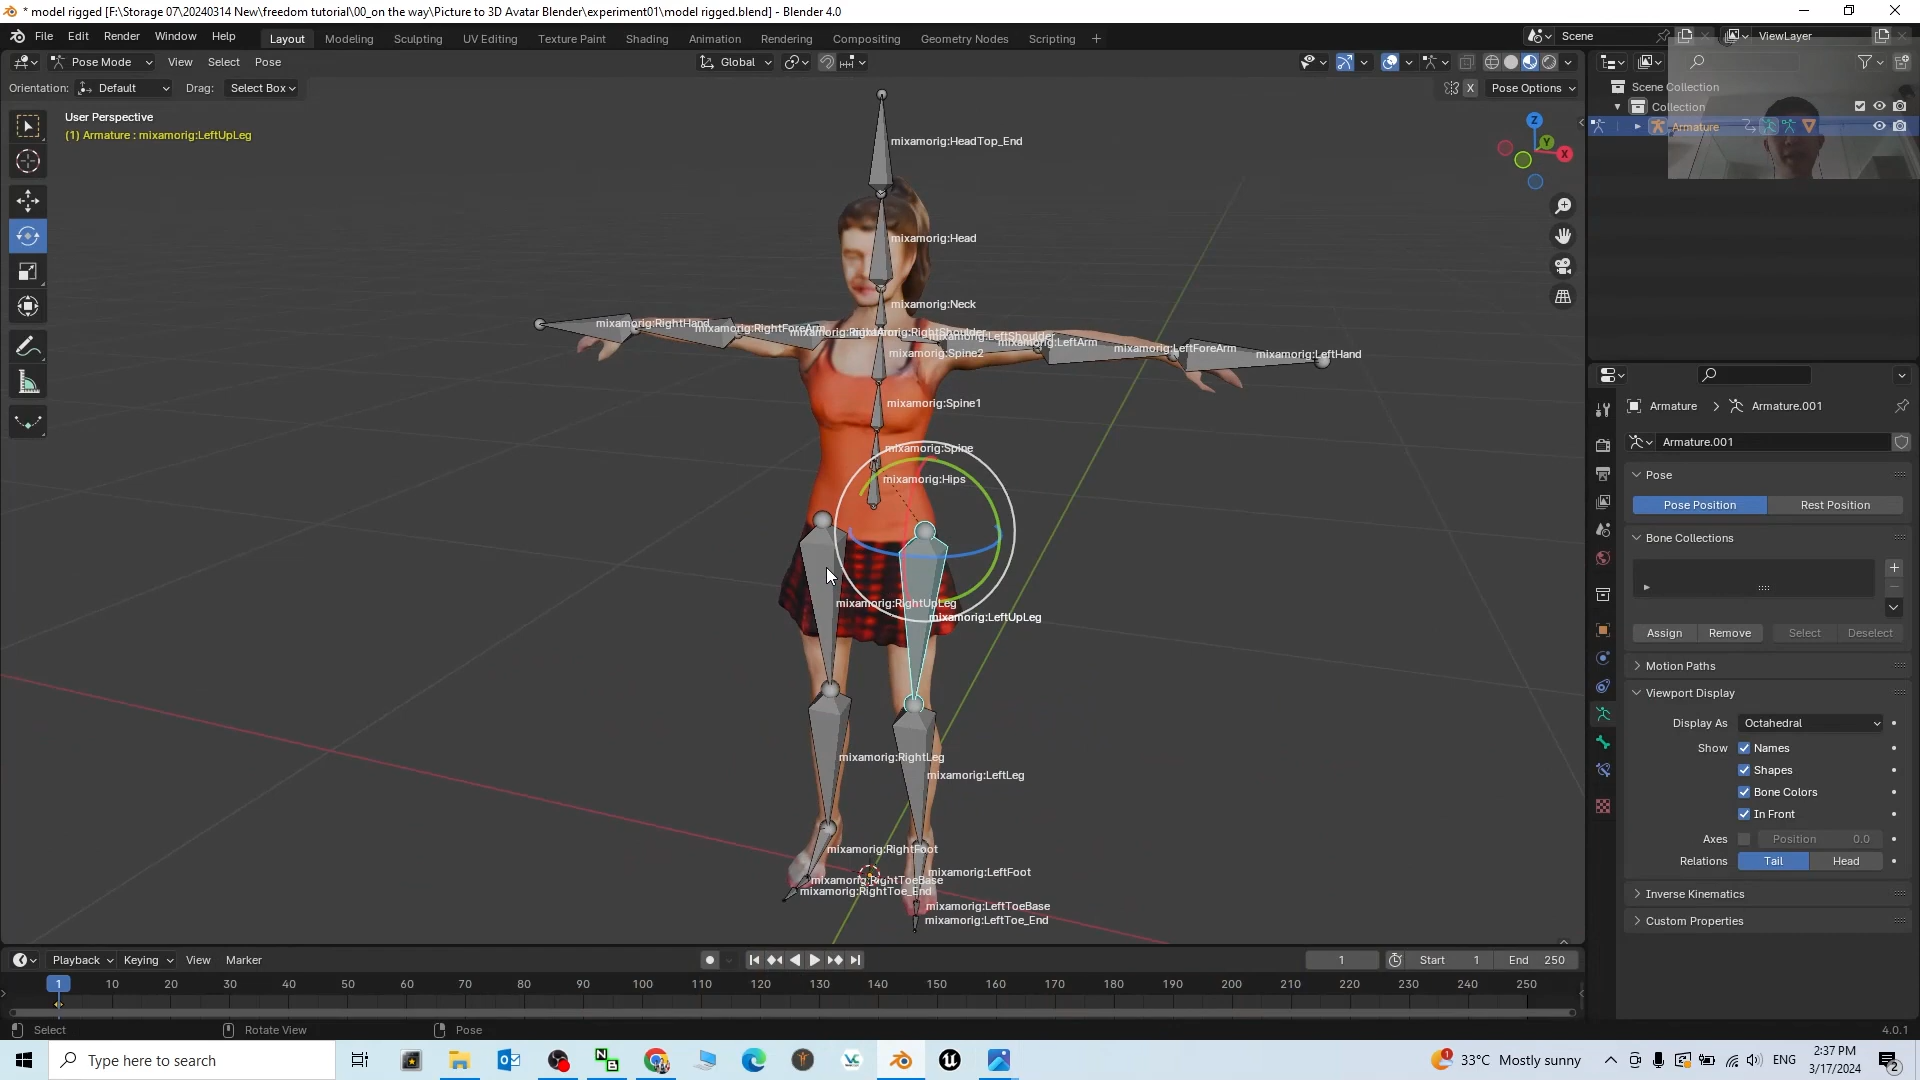 * model rigged [F:\Storage 07\20240314 New\freedom tutorial\00_on the way\Picture to 3D Avatar Blender\experiment01\model rigged.blend] - Blender 4.0
File Edit Render Window Help
Layout Modeling Sculpting UV Editing Texture Paint Shading Animation Rendering Compositing Geometry Nodes Scripting +
Scene
ViewLayer
Pose Mode View Select Pose
Global
Orientation: Default Drag: Select Box
X Pose Options
User Perspective
(1) Armature : mixamorig:LeftUpLeg
Z
Y
X
Scene Collection
Collection
Armature
mixamorig:HeadTop_End
mixamorig:Head
mixamorig:Neck
mixamorig:RightHand
mixamorig:RightForeArm
mixamorig:RightShoulder
mixamorig:LeftShoulder
mixamorig:LeftArm
mixamorig:LeftForeArm
mixamorig:LeftHand
mixamorig:Spine2
mixamorig:Spine1
mixamorig:Spine
mixamorig:Hips
mixamorig:RightUpLeg
mixamorig:LeftUpLeg
mixamorig:RightLeg
mixamorig:LeftLeg
mixamorig:RightFoot
mixamorig:LeftFoot
mixamorig:RightToeBase
mixamorig:RightToe_End
mixamorig:LeftToeBase
mixamorig:LeftToe_End
Armature > Armature.001
Armature.001
Pose
Pose Position Rest Position
Bone Collections
Assign Remove Select Deselect
Motion Paths
Viewport Display
Display As Octahedral
Show Names
Shapes
Bone Colors
In Front
Axes Position 0.0
Relations Tail Head
Inverse Kinematics
Custom Properties
Playback Keying View Marker
1 Start 1 End 250
1 10 20 30 40 50 60 70 80 90 100 110 120 130 140 150 160 170 180 190 200 210 220 230 240 250
Select Rotate View Pose
4.0.1
Type here to search
33°C Mostly sunny
ENG
2:37 PM
3/17/2024
2